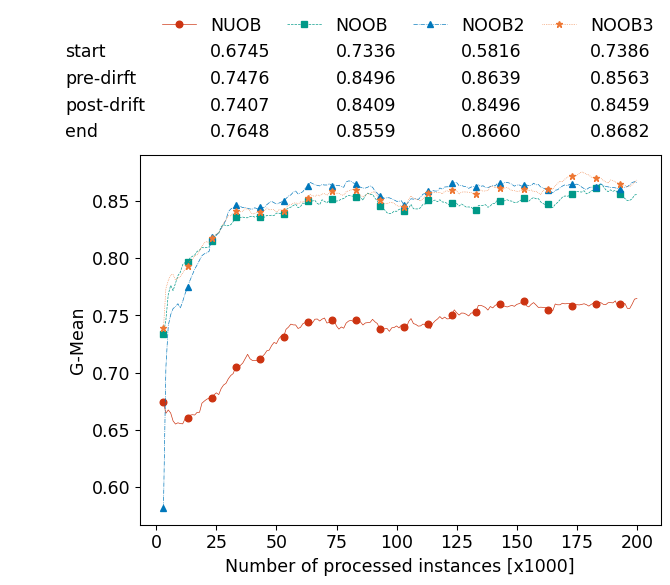 NUOB NOOB NOOB2 NOOB3
start 0.6745 0.7336 0.5816 0.7386
pre-dirft 0.7476 0.8496 0.8639 0.8563
post-drift 0.7407 0.8409 0.8496 0.8459
end 0.7648 0.8559 0.8660 0.8682
0.85
0.80
0.75
0.70
0.65
0.60
G-Mean
0 25 50 75 100 125 150 175 200
Number of processed instances [x1000]